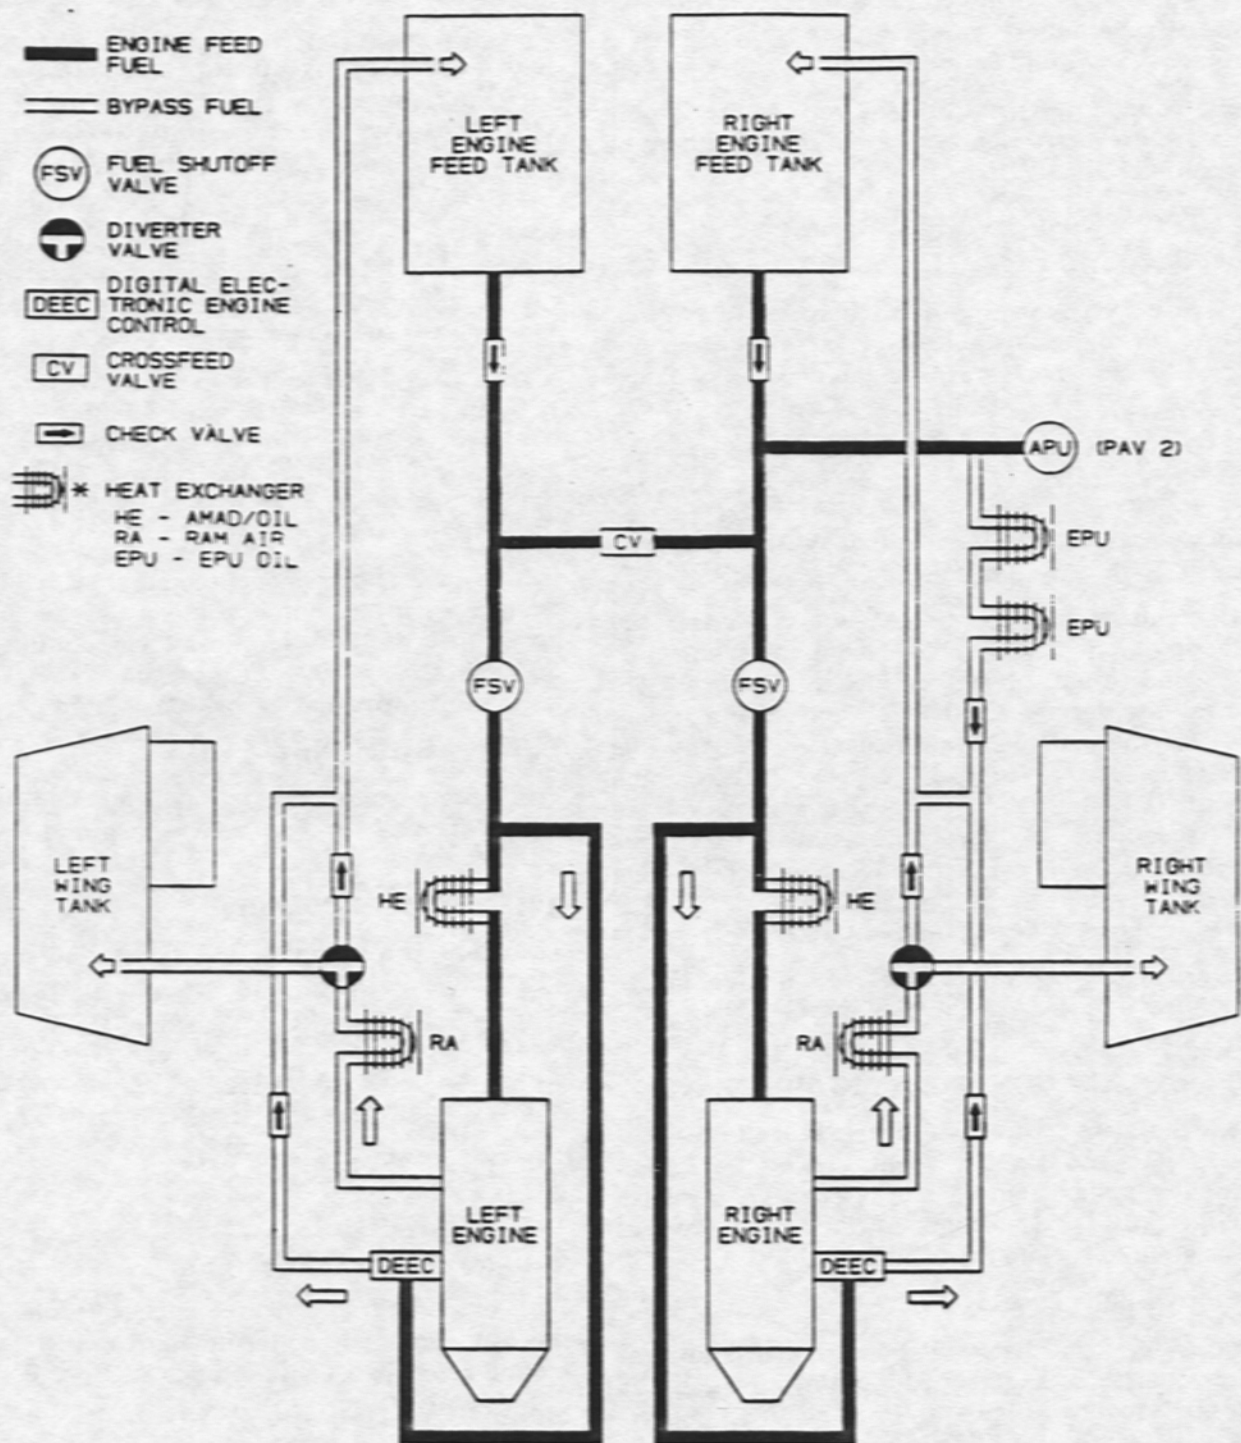 ENGINE FEED
FUEL
BYPASS FUEL
FSV
FUEL SHUTOFF
VALVE
DIVERTER
VALVE
DEEC
DIGITAL ELEC-
TRONIC ENGINE
CONTROL
CV
CROSSFEED
VALVE
CHECK VALVE
* HEAT EXCHANGER
HE - AMAD/OIL
RA - RAM AIR
EPU - EPU OIL
LEFT
ENGINE
FEED TANK
RIGHT
ENGINE
FEED TANK
APU (PAV 2)
CV
EPU
EPU
FSV
FSV
LEFT
WING
TANK
HE
HE
RIGHT
WING
TANK
RA
RA
LEFT
ENGINE
RIGHT
ENGINE
DEEC
DEEC